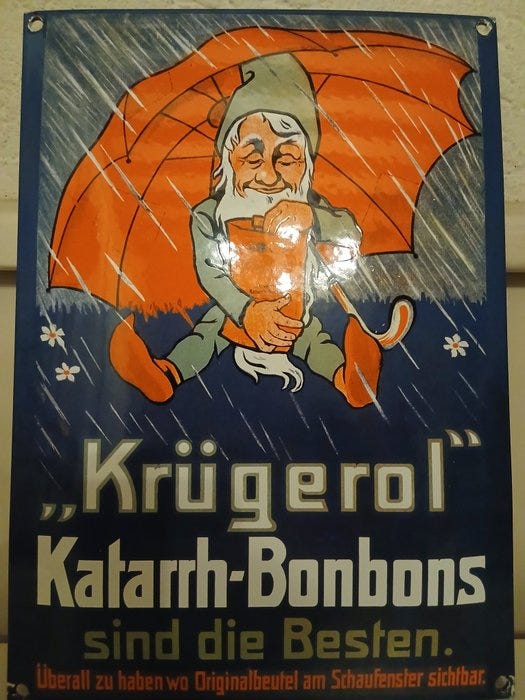 „Krügerol“
Katarrh-Bonbons
sind die Besten.
Überall zu haben wo Originalbeutel am Schaufenster sichtbar.